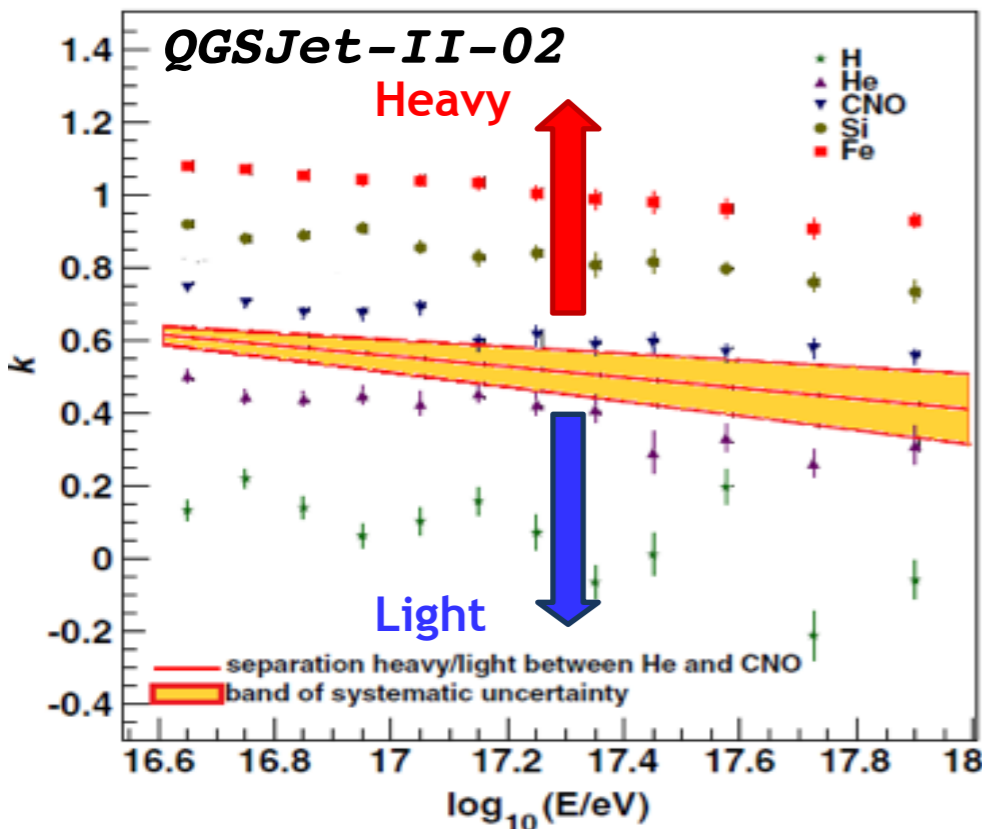 QGSJet-II-02
Heavy
H
He
CNO
Si
Fe
1.4
1.2
1
0.8
0.6
0.4
0.2
0
-0.2
-0.4
k
Light
separation heavy/light between He and CNO
band of systematic uncertainty
16.6 16.8 17 17.2 17.4 17.6 17.8 18
log10 (E/eV)